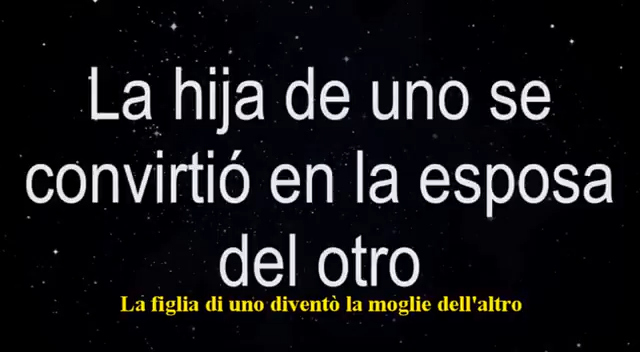 La hija de uno se
convirtió en la esposa
del otro
La figlia di uno diventò la moglie dell'altro